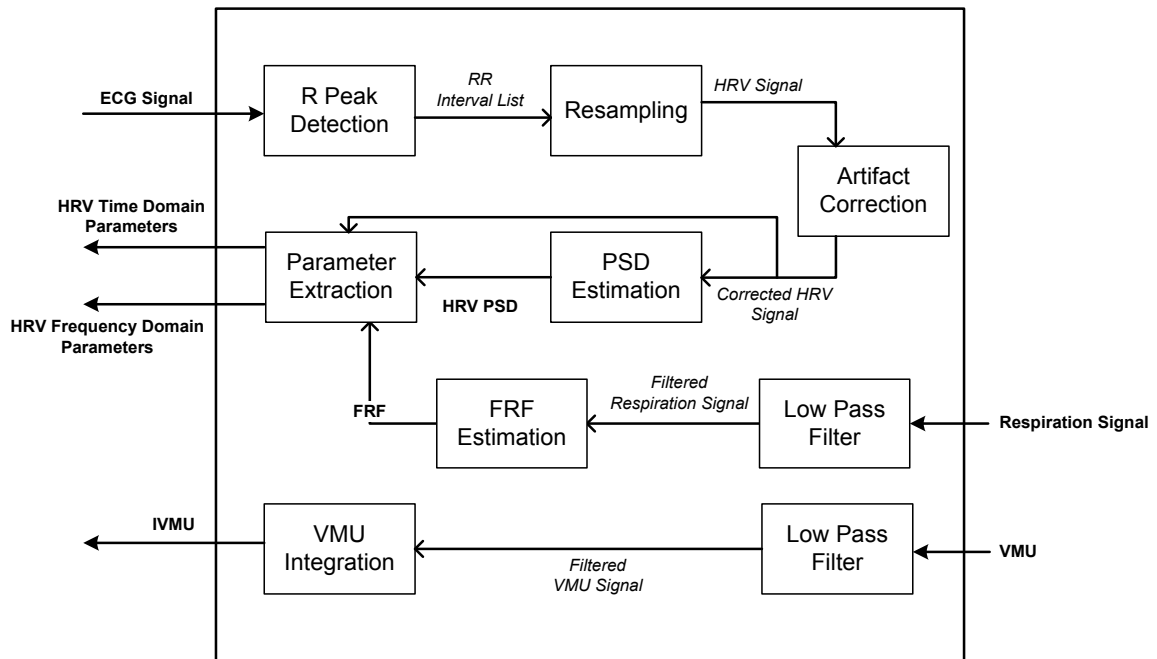 ECG Signal
R Peak
Detection
RR
Interval List
Resampling
HRV Signal
Artifact
Correction
HRV Time Domain
Parameters
Parameter
Extraction
HRV PSD
PSD
Estimation
Corrected HRV
Signal
HRV Frequency Domain
Parameters
FRF
FRF
Estimation
Filtered
Respiration Signal
Low Pass
Filter
Respiration Signal
IVMU
VMU
Integration
Filtered
VMU Signal
Low Pass
Filter
VMU